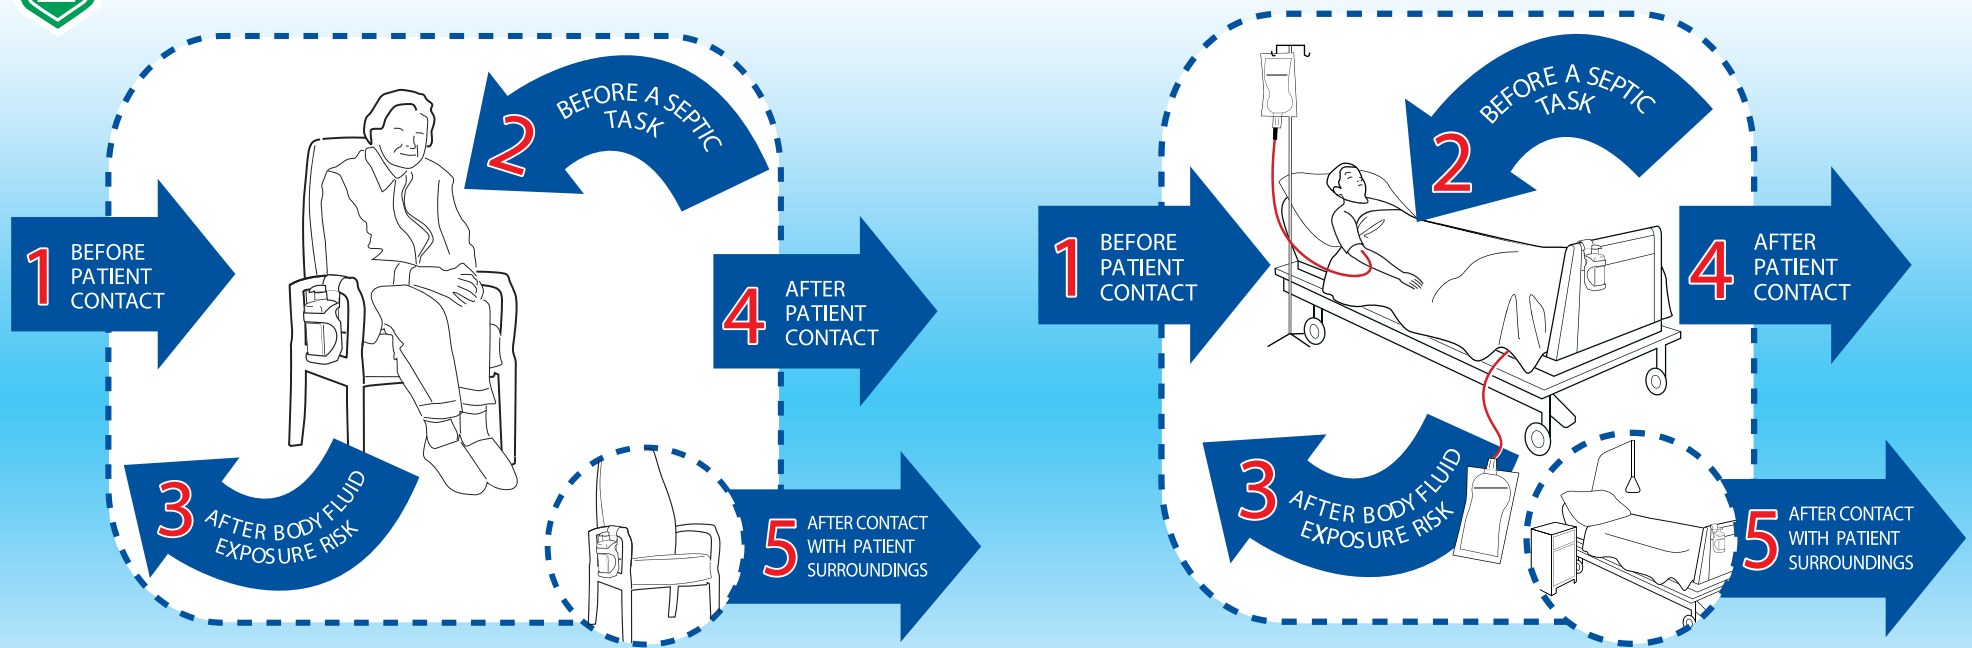 1 BEFORE
PATIENT
CONTACT
2 BEFORE A SEPTIC
TASK
3 AFTER BODY FLUID
EXPOSURE RISK
4 AFTER
PATIENT
CONTACT
5 AFTER CONTACT
WITH PATIENT
SURROUNDINGS
1 BEFORE
PATIENT
CONTACT
2 BEFORE A SEPTIC
TASK
3 AFTER BODY FLUID
EXPOSURE RISK
4 AFTER
PATIENT
CONTACT
5 AFTER CONTACT
WITH PATIENT
SURROUNDINGS